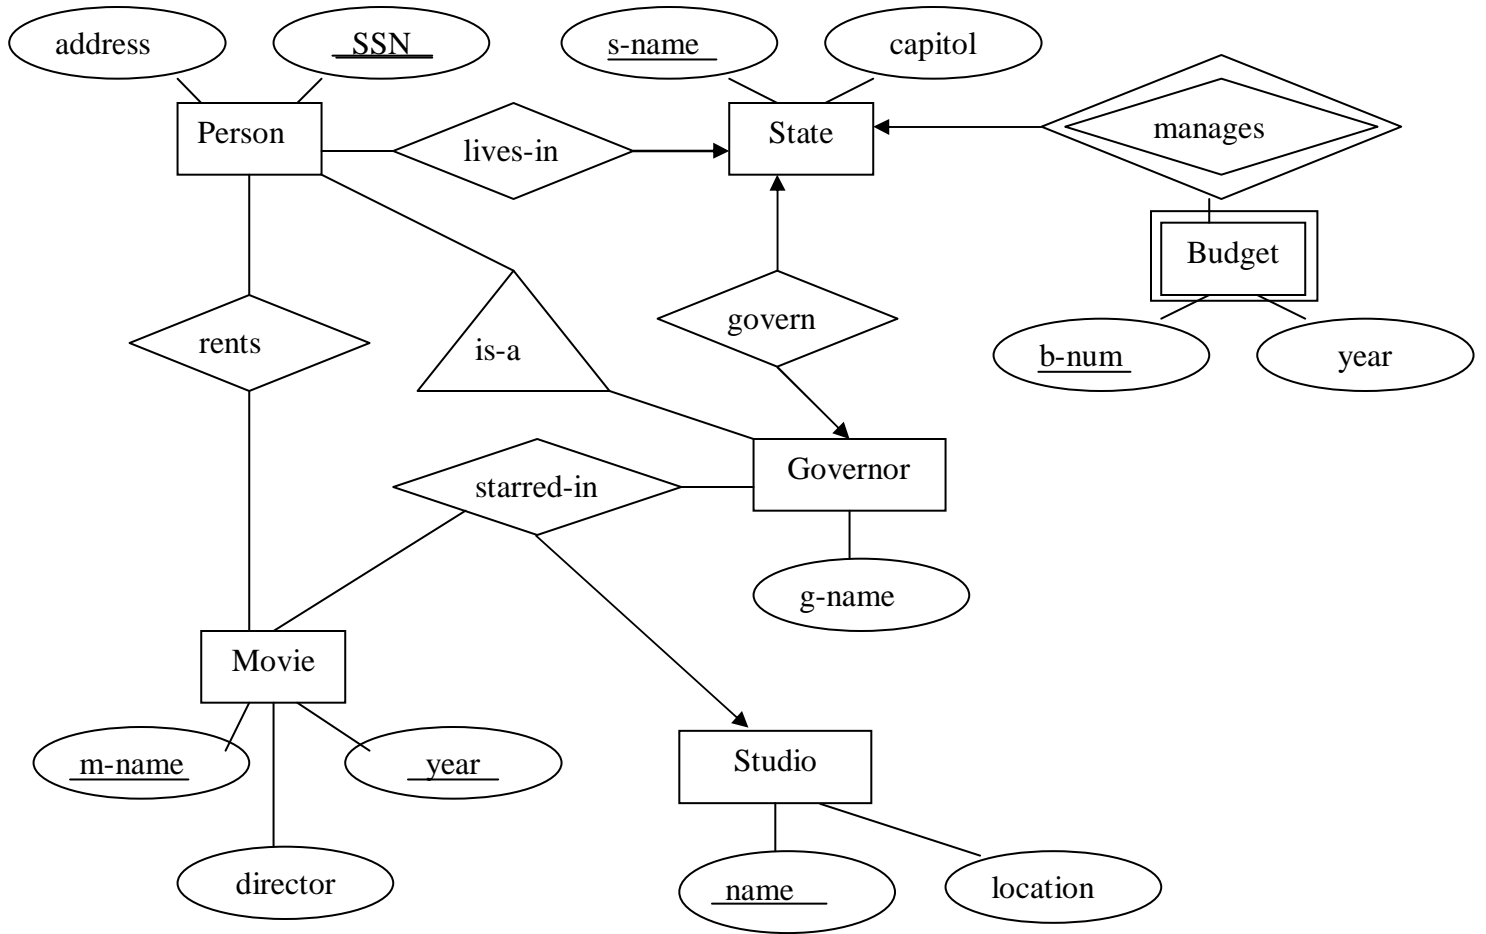 address
SSN
s-name
capitol
Person
lives-in
State
manages
Budget
rents
is-a
govern
b-num
year
starred-in
Governor
g-name
Movie
m-name
year
Studio
director
name
location